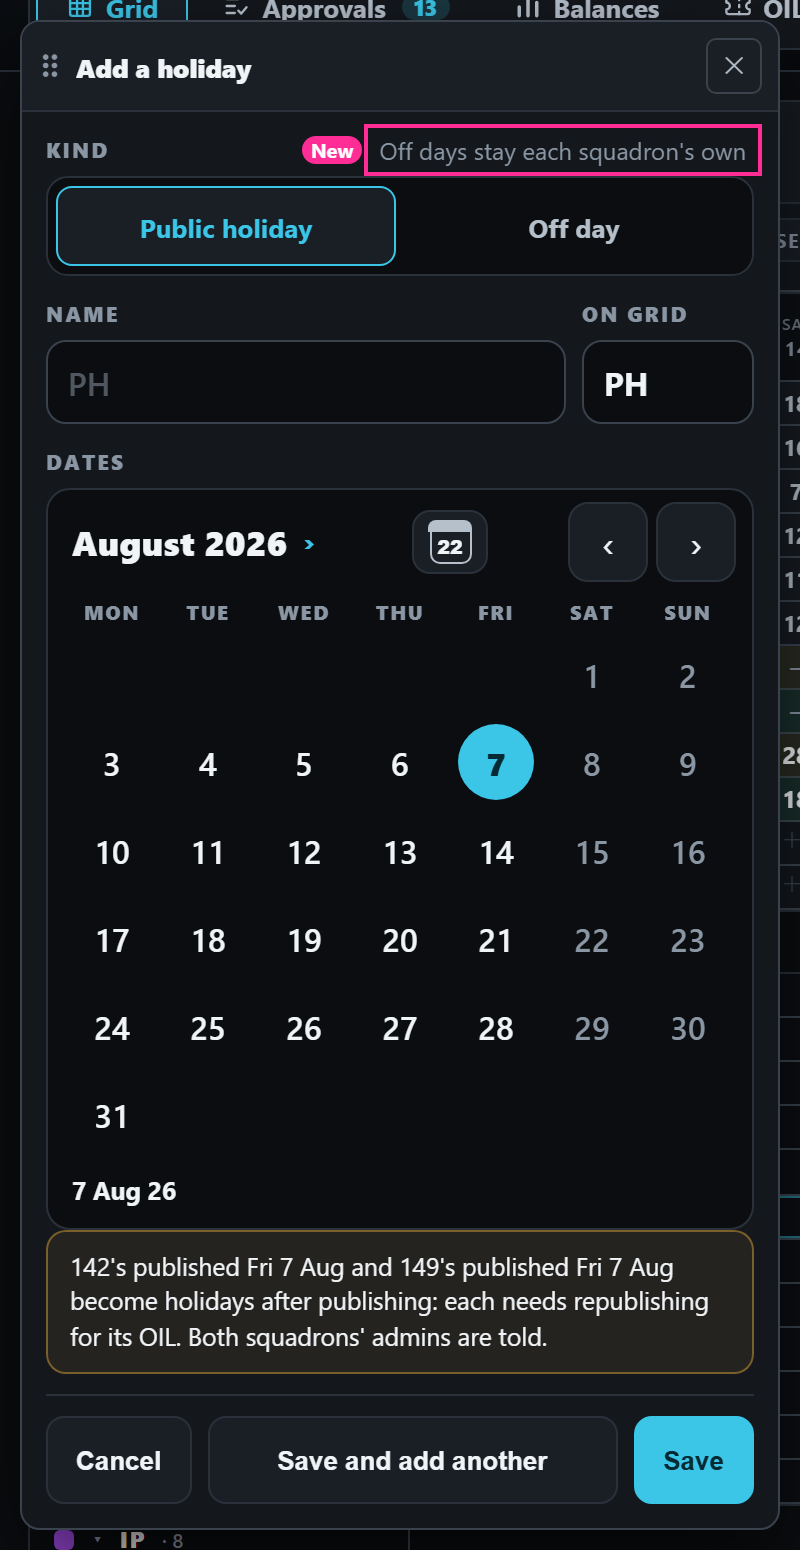 Grid
Approvals 13
Balances
OIL
Add a holiday
KIND
New
Off days stay each squadron's own
Public holiday
Off day
NAME
ON GRID
PH
PH
DATES
August 2026 ›
22
‹ ›
MON TUE WED THU FRI SAT SUN
1 2
3 4 5 6 7 8 9
10 11 12 13 14 15 16
17 18 19 20 21 22 23
24 25 26 27 28 29 30
31
7 Aug 26
142's published Fri 7 Aug and 149's published Fri 7 Aug
become holidays after publishing: each needs republishing
for its OIL. Both squadrons' admins are told.
Cancel
Save and add another
Save
IP · 8